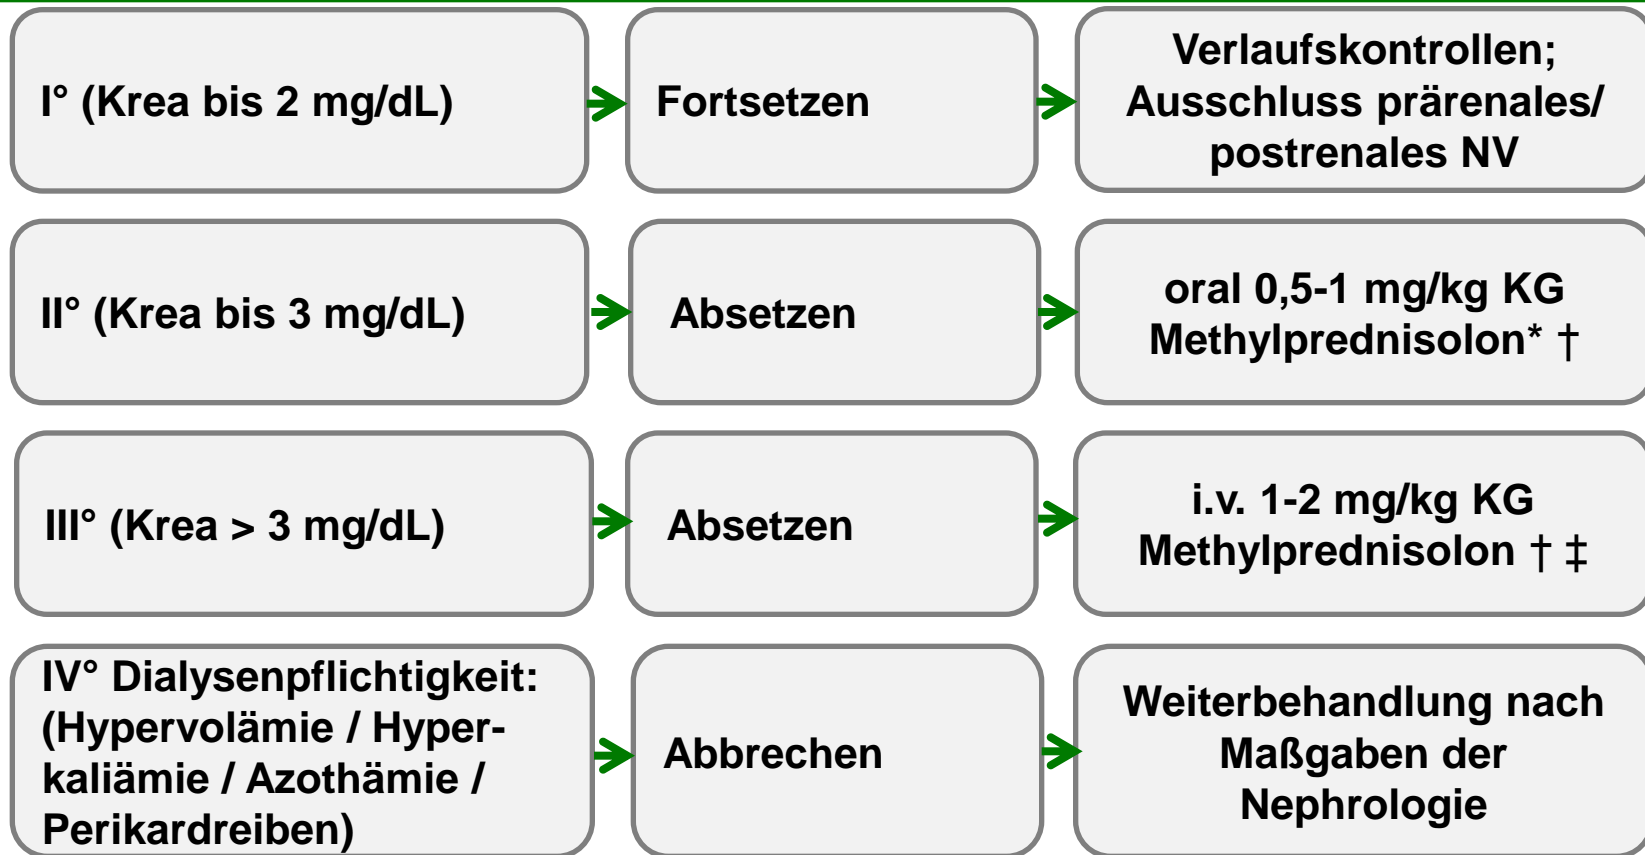 I° (Krea bis 2 mg/dL)
Fortsetzen
Verlaufskontrollen;
Ausschluss prärenales/
postrenales NV
II° (Krea bis 3 mg/dL)
Absetzen
oral 0,5-1 mg/kg KG
Methylprednisolon* †
III° (Krea > 3 mg/dL)
Absetzen
i.v. 1-2 mg/kg KG
Methylprednisolon † ‡
IV° Dialysenpflichtigkeit:
(Hypervolämie / Hyper-
kaliämie / Azothämie /
Perikardreiben)
Abbrechen
Weiterbehandlung nach
Maßgaben der
Nephrologie